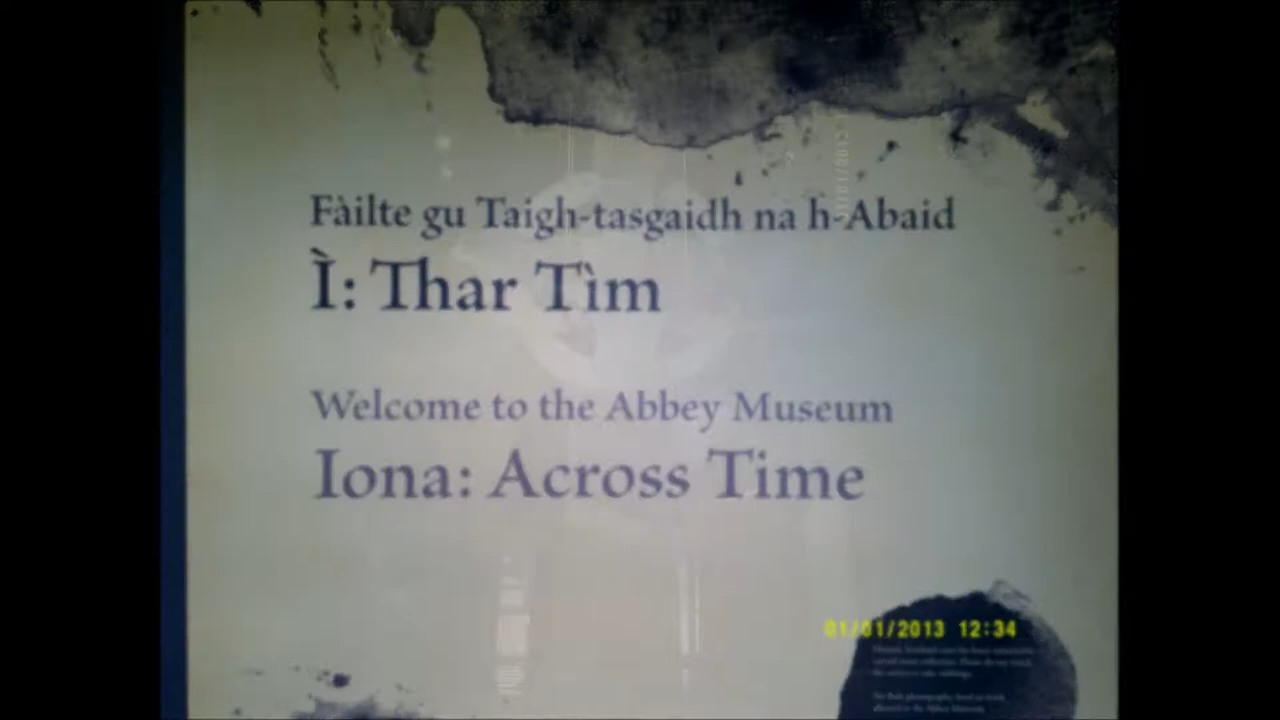 Fàilte gu Taigh-tasgaidh na h-Abaid
Ì: Thar Tìm
Welcome to the Abbey Museum
Iona: Across Time
01/01/2013 12:34